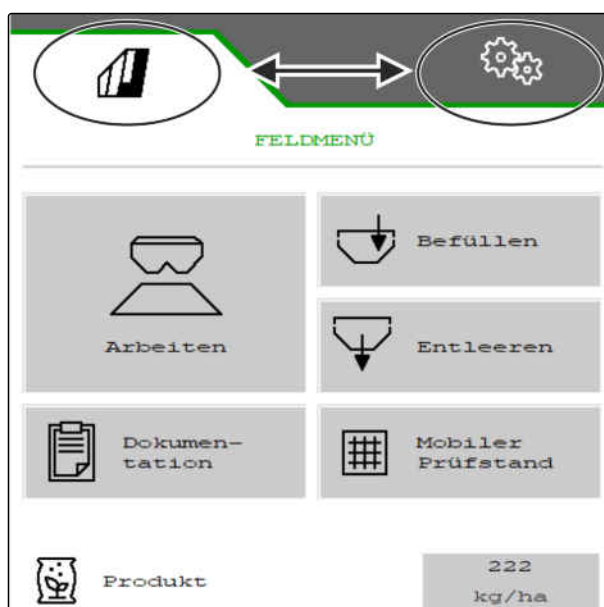 FELDMENÜ
Arbeiten
Befüllen
Entleeren
Dokumen-
tation
Mobiler
Prüfstand
Produkt
222
kg/ha